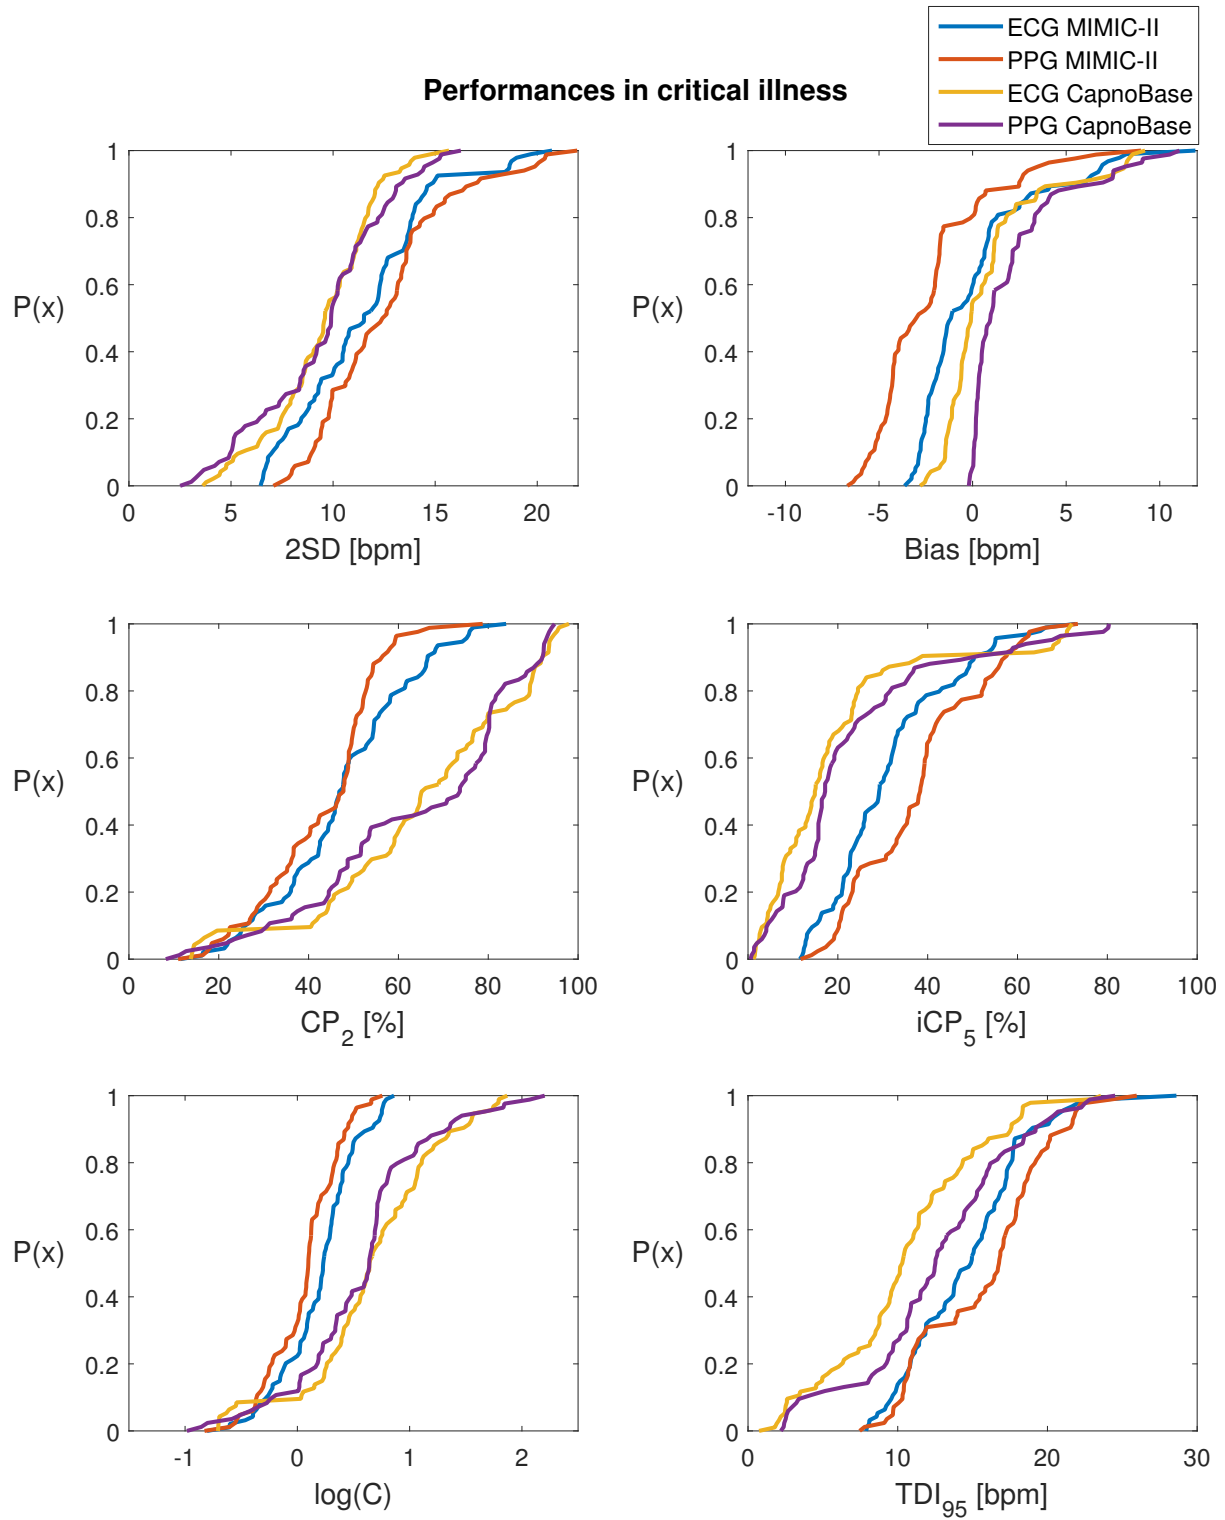 ECG MIMIC-II
PPG MIMIC-II
ECG CapnoBase
PPG CapnoBase
Performances in critical illness
1
0.8
0.6
P(x)
0.4
0.2
0
0 5 10 15 20
2SD [bpm]
1
0.8
0.6
P(x)
0.4
0.2
0
-10 -5 0 5 10
Bias [bpm]
1
0.8
0.6
P(x)
0.4
0.2
0
0 20 40 60 80 100
CP2 [%]
1
0.8
0.6
P(x)
0.4
0.2
0
0 20 40 60 80 100
iCP5 [%]
1
0.8
0.6
P(x)
0.4
0.2
0
-1 0 1 2
log(C)
1
0.8
0.6
P(x)
0.4
0.2
0
0 10 20 30
TDI95 [bpm]